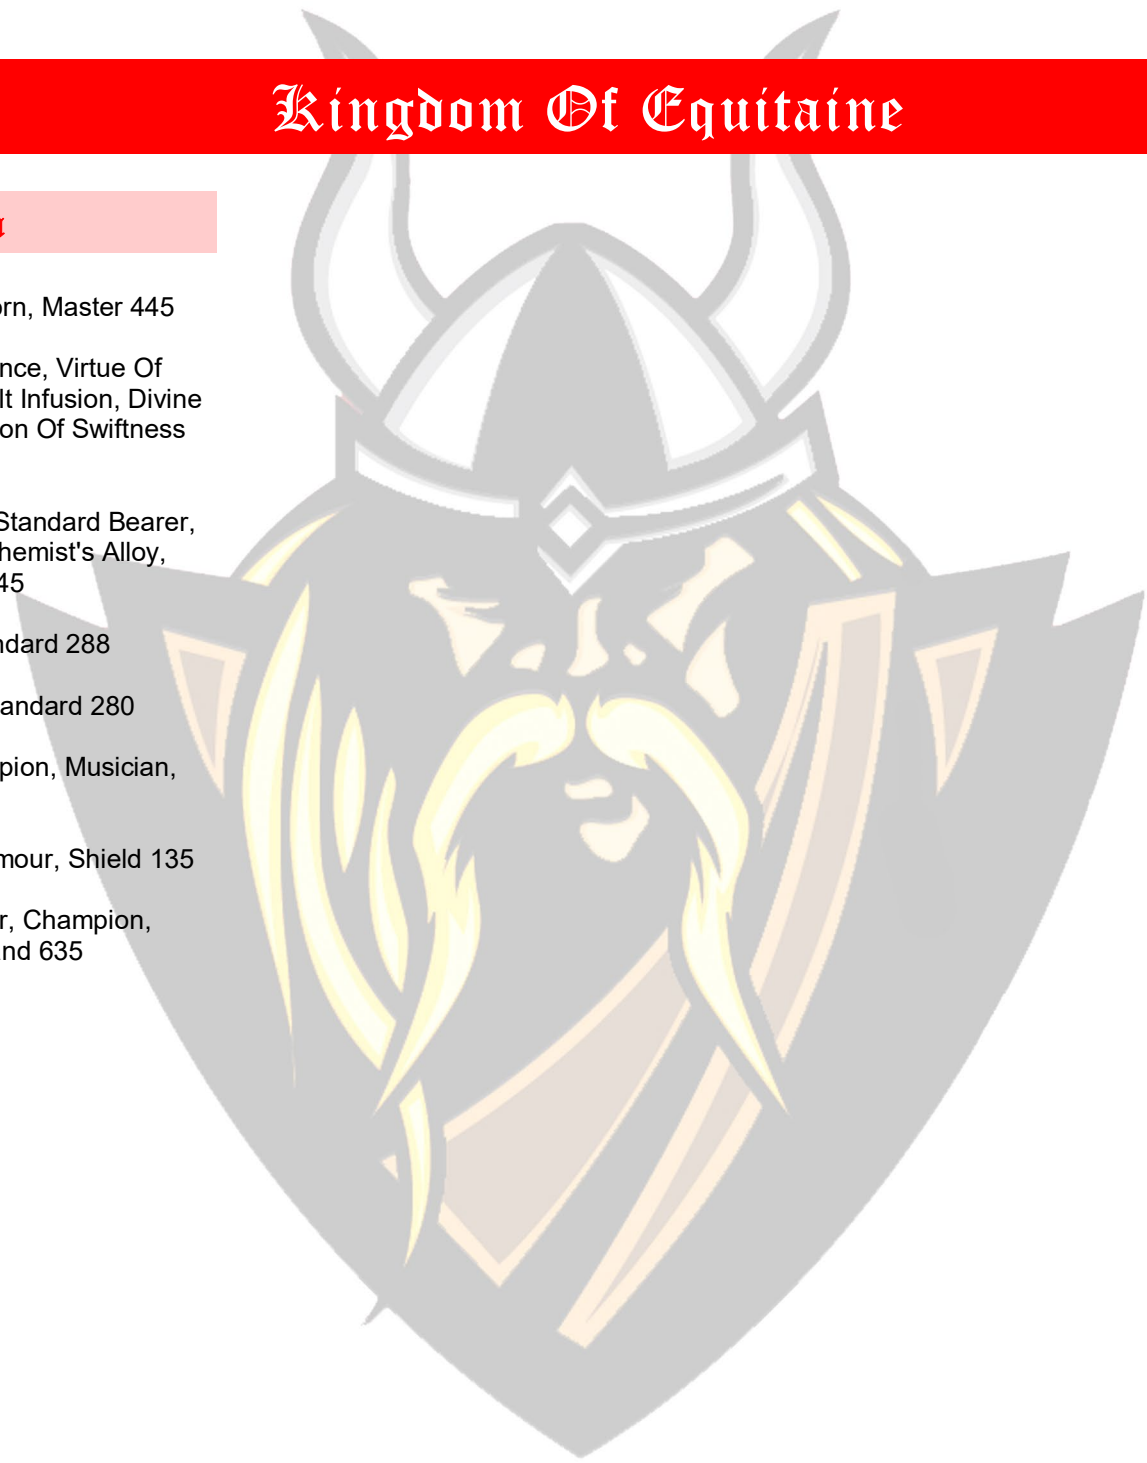 Kingdom Of Equitaine
rn, Master 445
nce, Virtue Of
lt Infusion, Divine
on Of Swiftness
Standard Bearer,
hemist's Alloy,
45
ndard 288
andard 280
pion, Musician,
mour, Shield 135
r, Champion,
nd 635